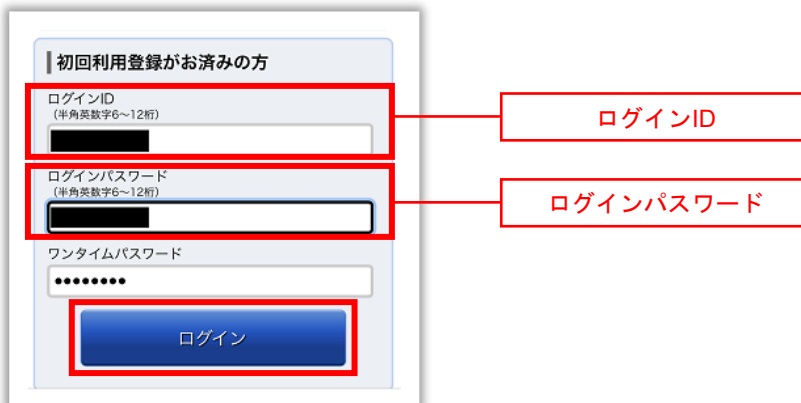 初回利用登録がお済みの方
ログインID
(半角英数字6~12桁)
ログインID
ログインパスワード
(半角英数字6~12桁)
ログインパスワード
ワンタイムパスワード
••••••••
ログイン